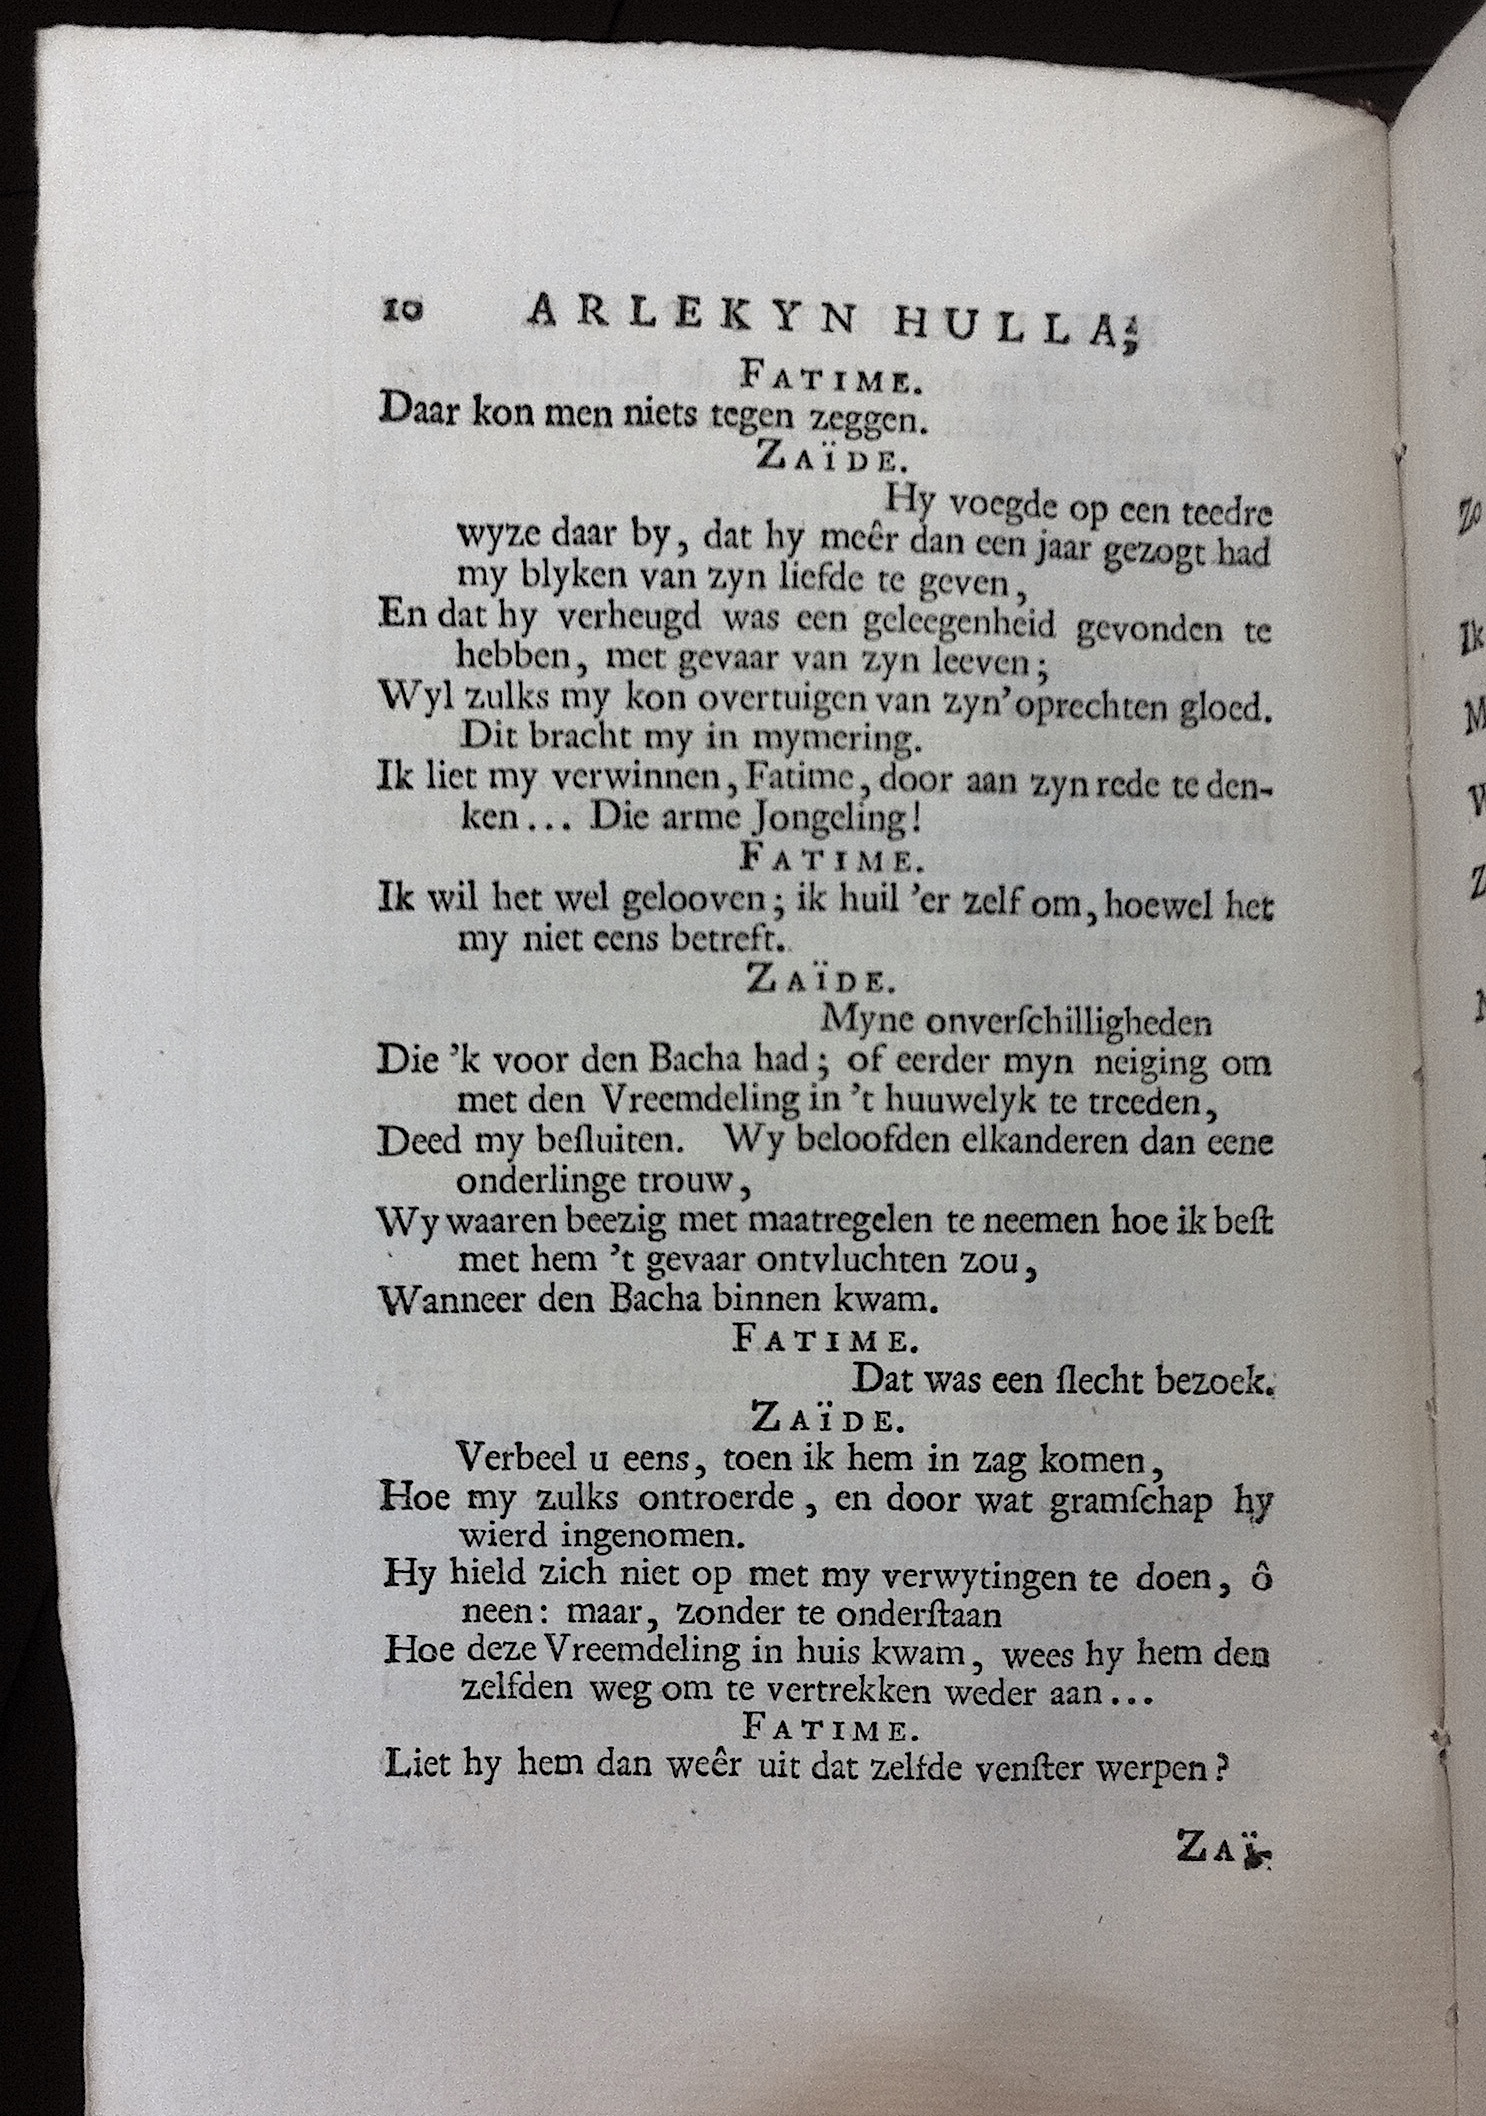 10 ARLEKYN HULLA;
FATIME.
Daar kon men niets tegen zeggen.
ZAÏDE.
Hy voegde op een teedre
wyze daar by, dat hy meêr dan een jaar gezogt had
my blyken van zyn liefde te geven,
En dat hy verheugd was een geleegenheid gevonden te
hebben, met gevaar van zyn leeven;
Wyl zulks my kon overtuigen van zyn'oprechten gloed.
Dit bracht my in mymering.
Ik liet my verwinnen, Fatime, door aan zyn rede te den-
ken... Die arme Jongeling!
FATIME.
Ik wil het wel gelooven; ik huil 'er zelf om, hoewel het
my niet eens betreft.
ZAÏDE.
Myne onverſchilligheden
Die 'k voor den Bacha had; of eerder myn neiging om
met den Vreemdeling in 't huuwelyk te treeden,
Deed my beſluiten. Wy beloofden elkanderen dan eene
onderlinge trouw,
Wy waaren beezig met maatregelen te neemen hoe ik beſt
met hem 't gevaar ontvluchten zou,
Wanneer den Bacha binnen kwam.
FATIME.
Dat was een ſlecht bezoek.
ZAÏDE.
Verbeel u eens, toen ik hem in zag komen,
Hoe my zulks ontroerde, en door wat gramſchap hy
wierd ingenomen.
Hy hield zich niet op met my verwytingen te doen, ô
neen: maar, zonder te onderſtaan
Hoe deze Vreemdeling in huis kwam, wees hy hem den
zelfden weg om te vertrekken weder aan...
FATIME.
Liet hy hem dan weêr uit dat zelfde venſter werpen?
ZAÏ-
Zo
Ik